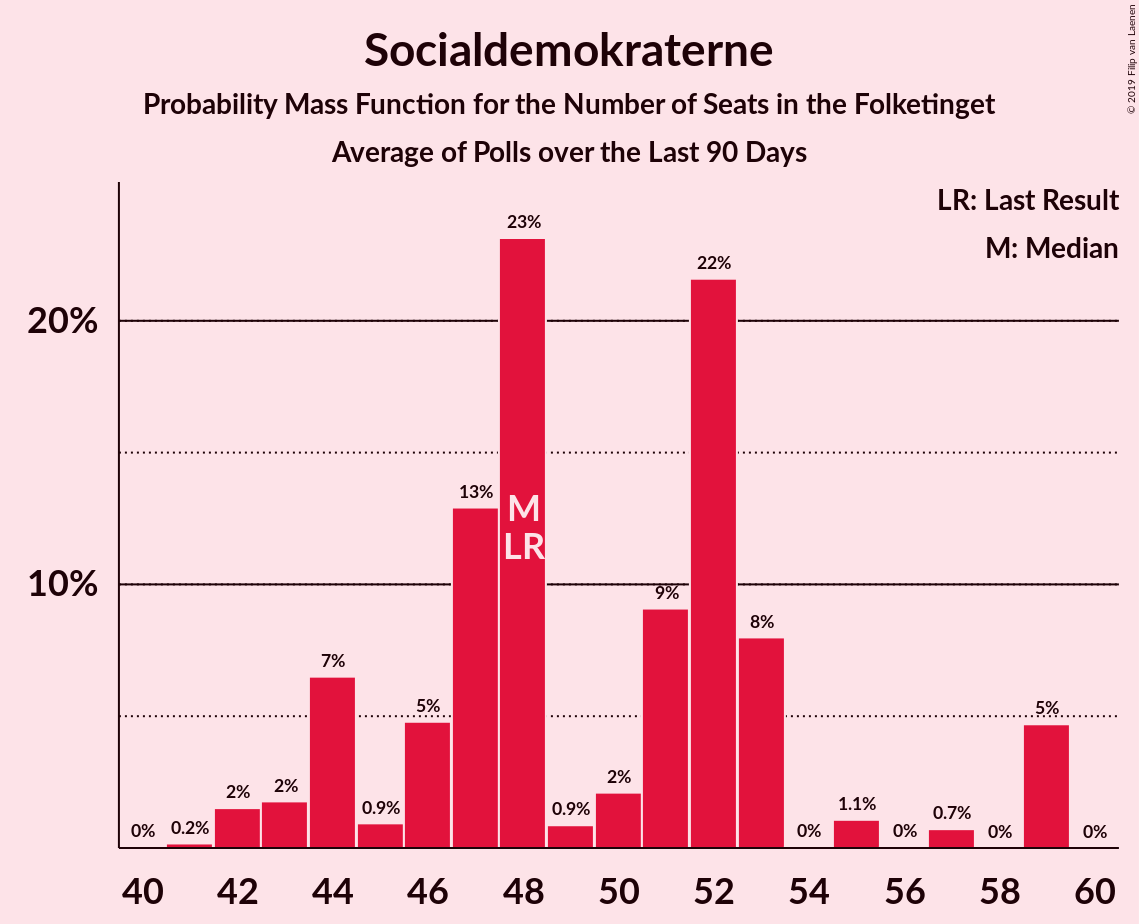 Socialdemokraterne
Probability Mass Function for the Number of Seats in the Folketinget
Average of Polls over the Last 90 Days
© 2019 Filip van Laenen
LR: Last Result
M: Median
20%
10%
0%
0.2%
2%
2%
7%
0.9%
5%
13%
23%
M
LR
0.9%
2%
9%
22%
8%
0%
1.1%
0%
0.7%
0%
5%
0%
40 42 44 46 48 50 52 54 56 58 60